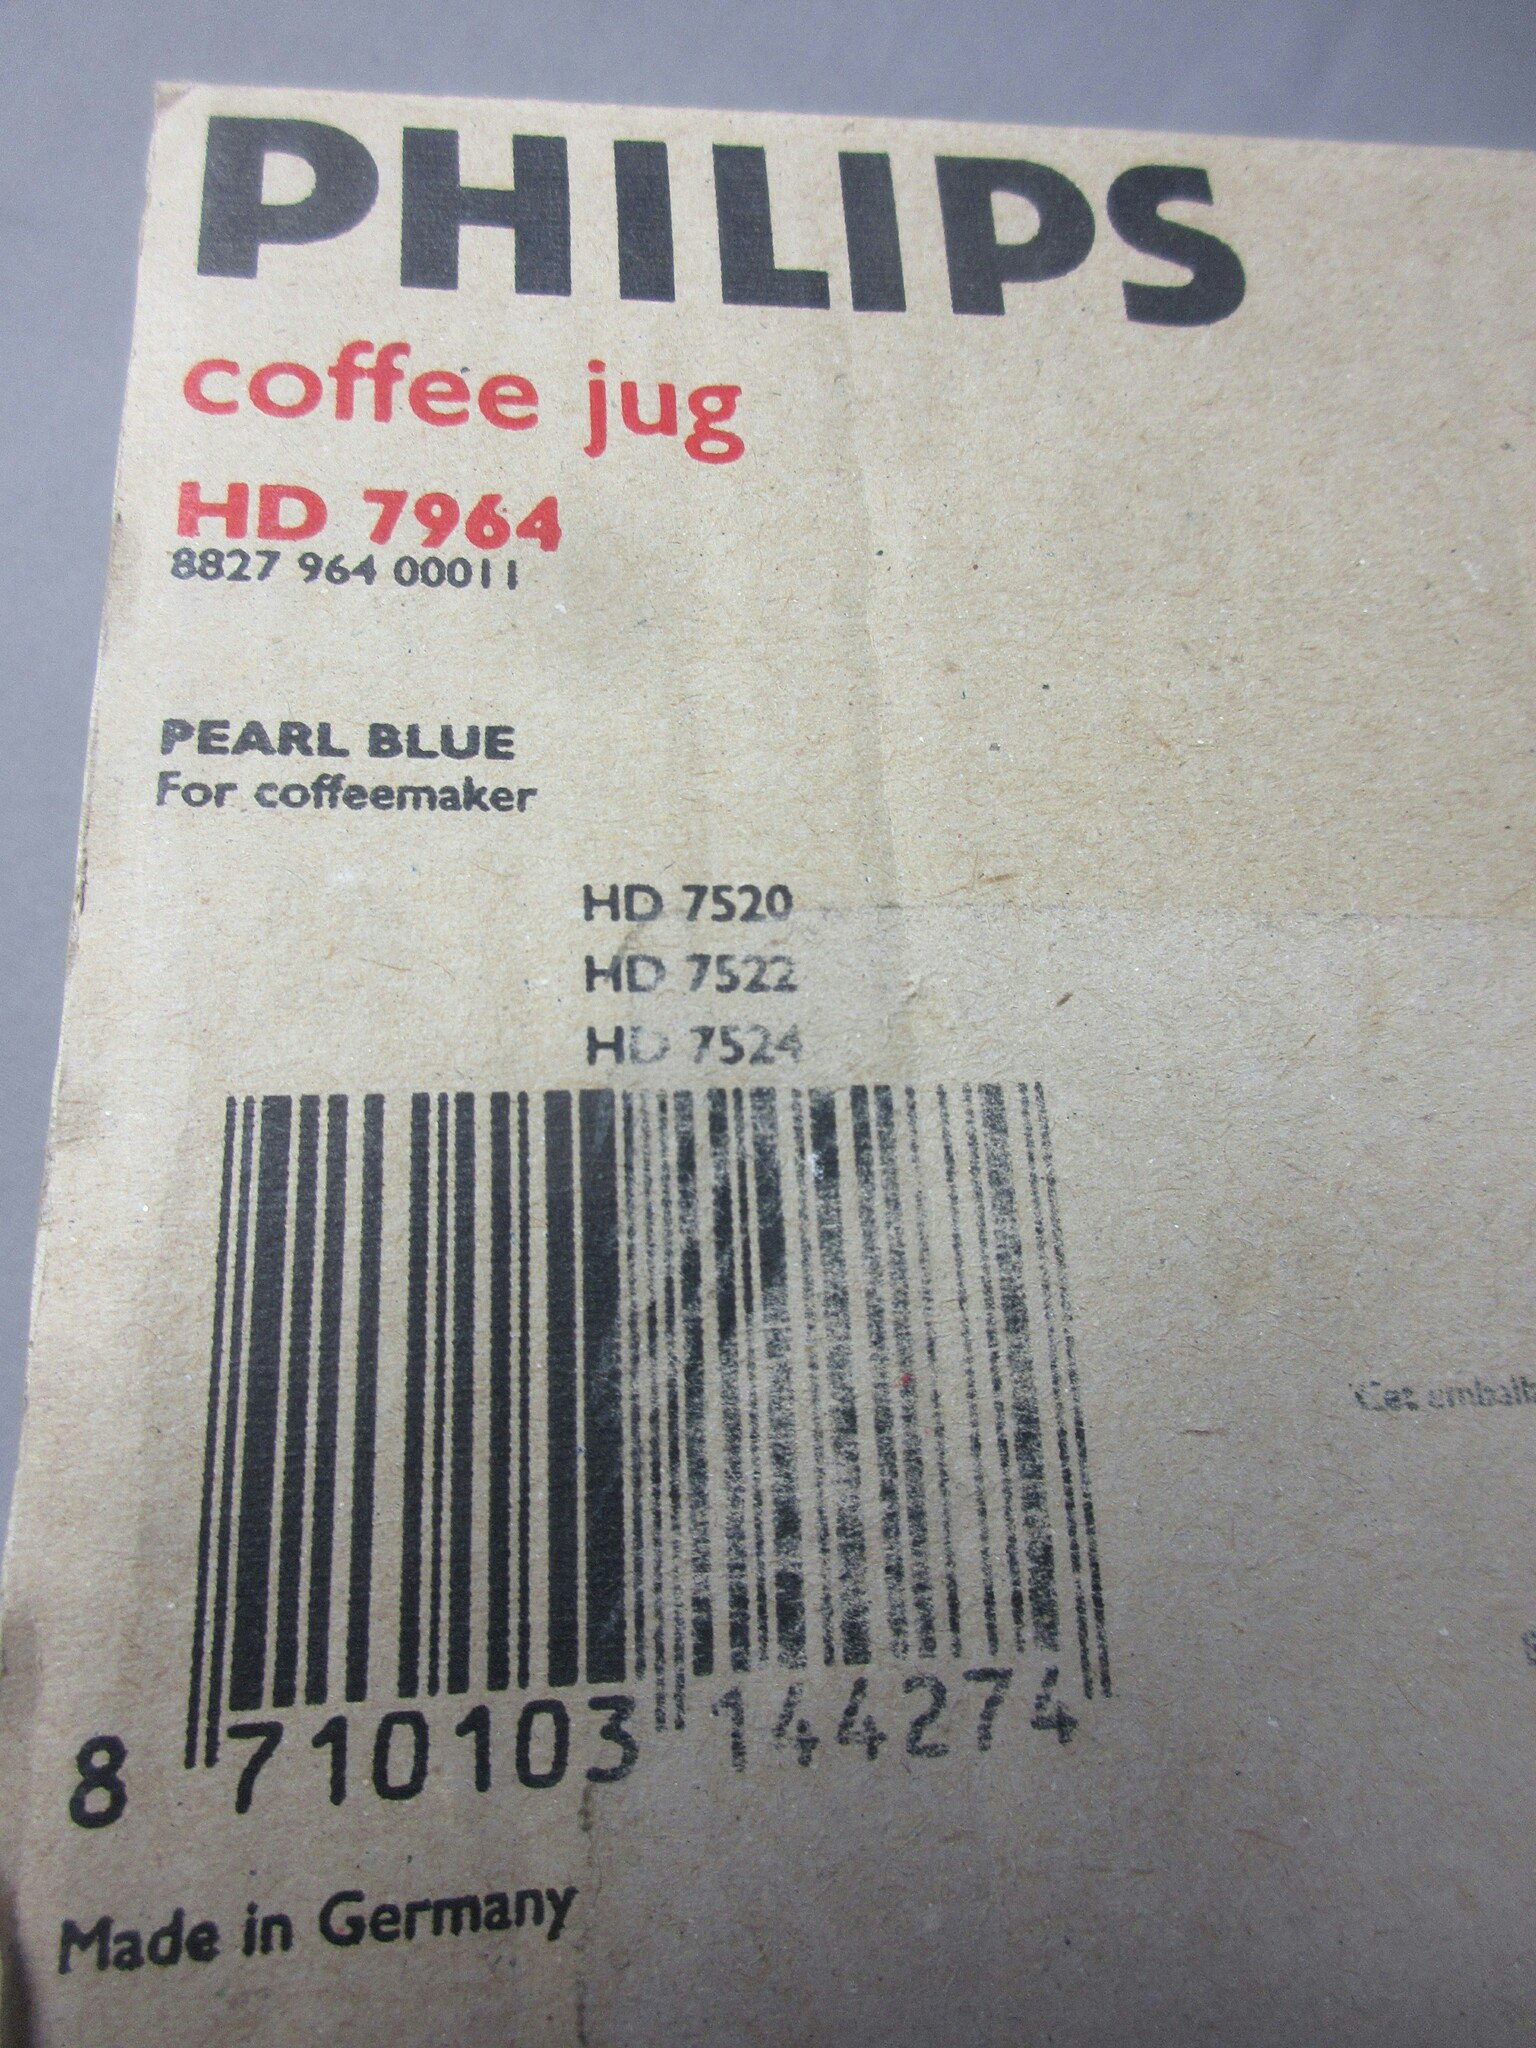 PHILIPS
coffee jug
HD 7964
8827 964 00011
PEARL BLUE
For coffeemaker
HD 7520
HD 7522
HD 7524
Cet
8 710103 144274
Made in Germany